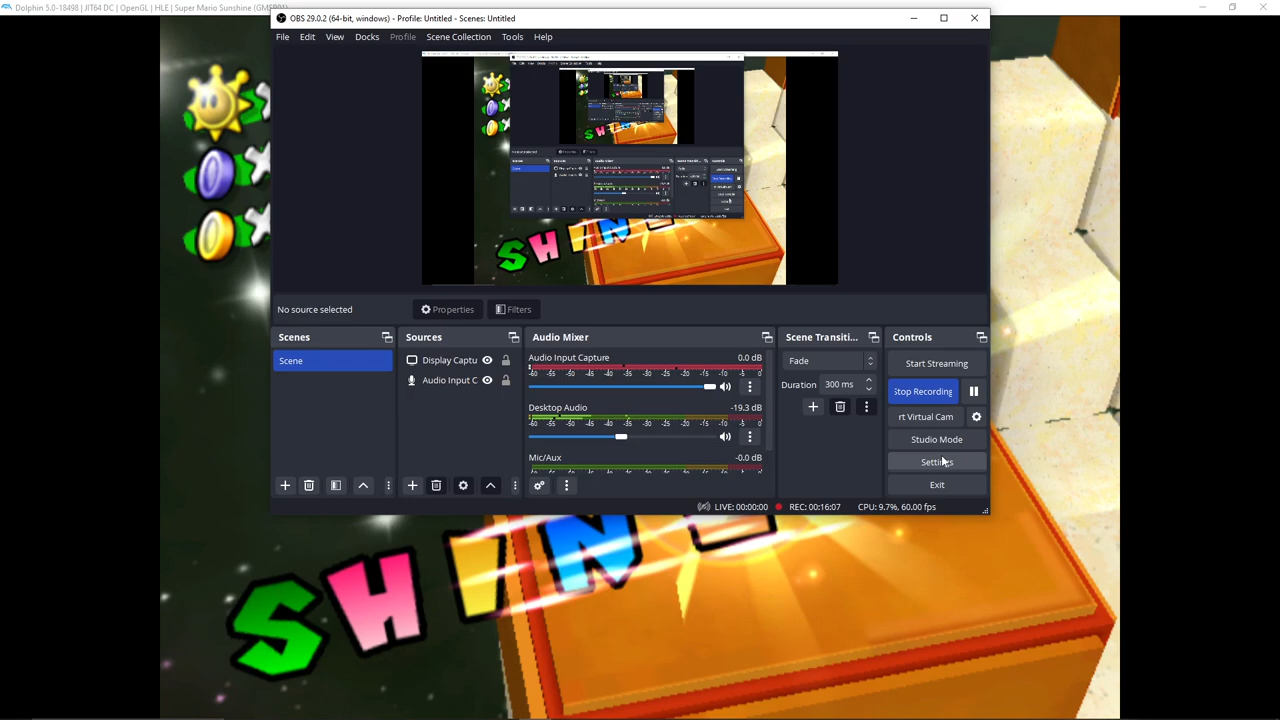 Dolphin 5.0-18498 | JIT64 DC | OpenGL | HLE | Super Mario Sunshine (GMSP01)
OBS 29.0.2 (64-bit, windows) - Profile: Untitled - Scenes: Untitled
File Edit View Docks Profile Scene Collection Tools Help
No source selected Properties Filters
Scenes Sources Audio Mixer Scene Transiti... Controls
Scene
Display Captu
Audio Input C
Audio Input Capture 0.0 dB
-60 -55 -50 -45 -40 -35 -30 -25 -20 -15 -10 -5 0
Desktop Audio -19.3 dB
-60 -55 -50 -45 -40 -35 -30 -25 -20 -15 -10 -5 0
Mic/Aux -0.0 dB
Fade
Duration 300 ms
Start Streaming
Stop Recording
rt Virtual Cam
Studio Mode
Settings
Exit
LIVE: 00:00:00 REC: 00:16:07 CPU: 9.7%, 60.00 fps
SHINE